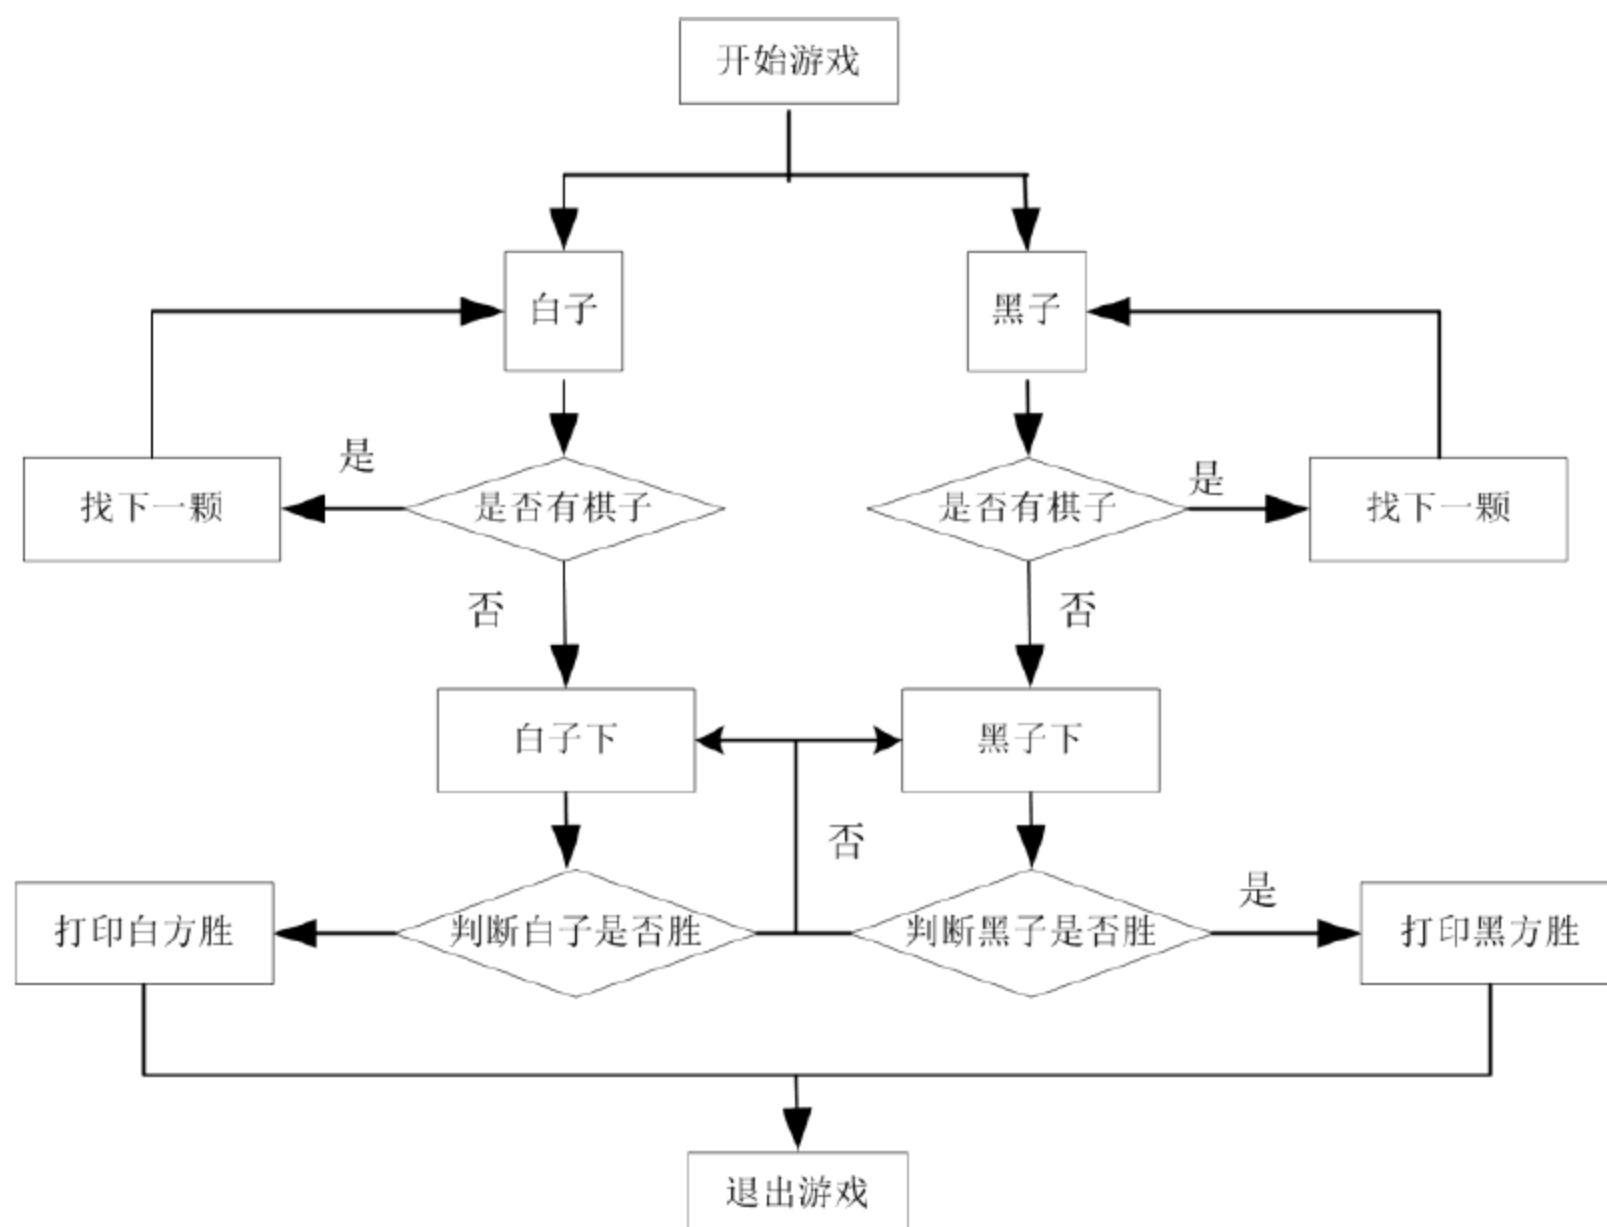 开始游戏
白子
黑子
是
是
找下一颗
是否有棋子
是否有棋子
找下一颗
否
否
白子下
黑子下
否
是
打印白方胜
判断白子是否胜
判断黑子是否胜
打印黑方胜
退出游戏